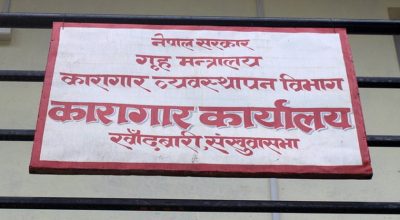 नेपाल सरकार
गृह मन्त्रालय
कारागार व्यवस्थापन विभाग
कारागार कार्यालय
खाँदबारी, संखुवासभा